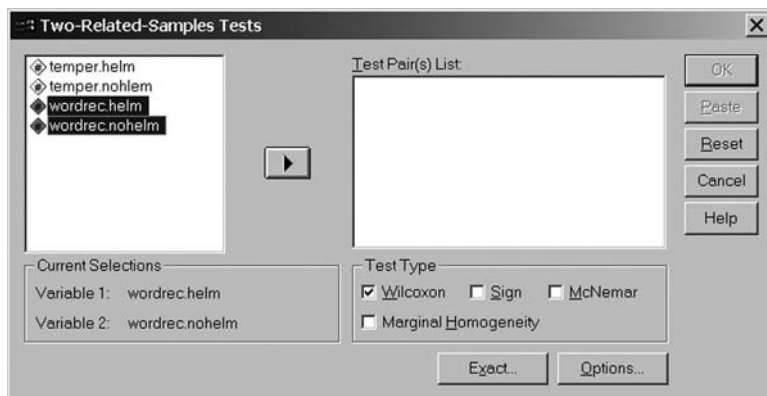 Two-Related-Samples Tests
temper.helm
temper.nohlem
wordrec.helm
wordrec.nohelm
Test Pair(s) List:
OK
Paste
Reset
Cancel
Help
Current Selections
Variable 1: wordrec.helm
Variable 2: wordrec.nohelm
Test Type
Wilcoxon Sign McNemar
Marginal Homogeneity
Exact... Options...